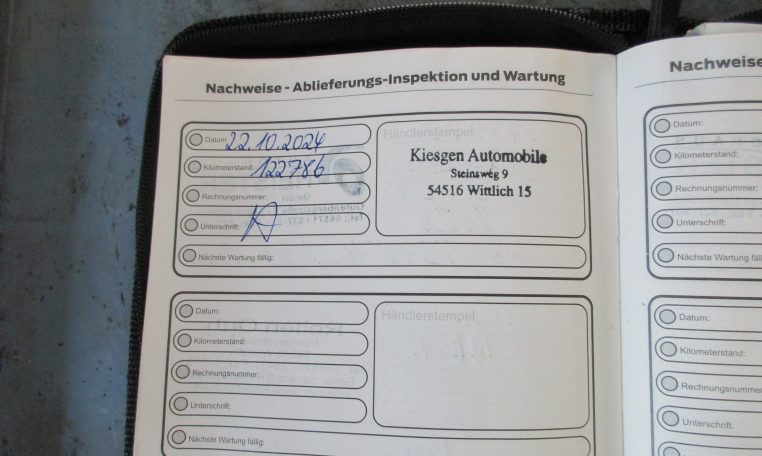 Nachweise - Ablieferungs-Inspektion und Wartung
Datum: 22.10.2024
Kilometerstand: 122786
Rechnungsnummer:
Unterschrift:
Nächste Wartung fällig:
Händlerstempel
Kiesgen Automobile
Steinsweg 9
54516 Wittlich 15
Datum:
Kilometerstand:
Rechnungsnummer:
Unterschrift:
Nächste Wartung fällig:
Händlerstempel
Nachweise
Datum:
Kilometerstand:
Rechnungsnummer:
Unterschrift:
Nächste Wartung fäl
Datum:
Kilometerstand:
Rechnungsnummer
Unterschrift: